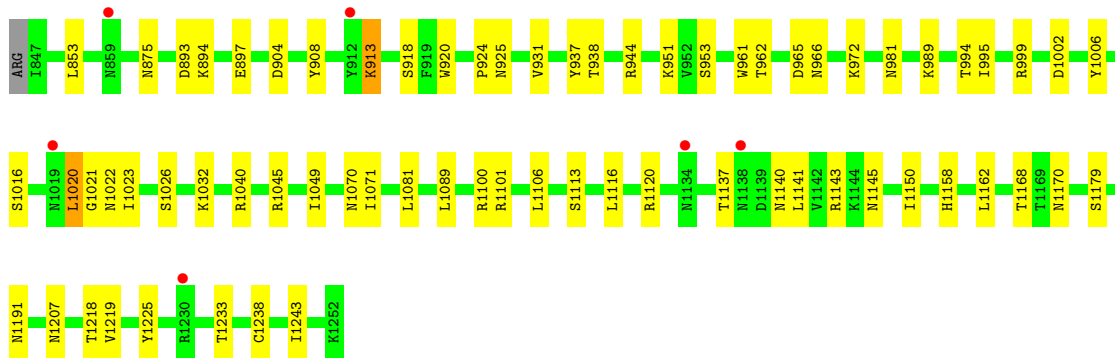 ARG I847 L853 N859 N875 D893 K894 E897 D904 Y908 Y912 K913 S918 F919 W920 P924 N925 V931 Y937 T938 R944 K951 V952 S953 W961 T962 D965 N966 K972 N981 K989 T994 I995 R999 D1002 Y1006
S1016 N1019 L1020 G1021 N1022 I1023 S1026 K1032 R1040 R1045 I1049 N1070 I1071 L1081 L1089 R1100 R1101 L1106 S1113 L1116 R1120 N1134 T1137 N1138 D1139 N1140 L1141 V1142 R1143 K1144 N1145 I1150 H1158 L1162 T1168 T1169 N1170 S1179
N1191 N1207 T1218 V1219 Y1225 R1230 T1233 C1238 I1243 K1252